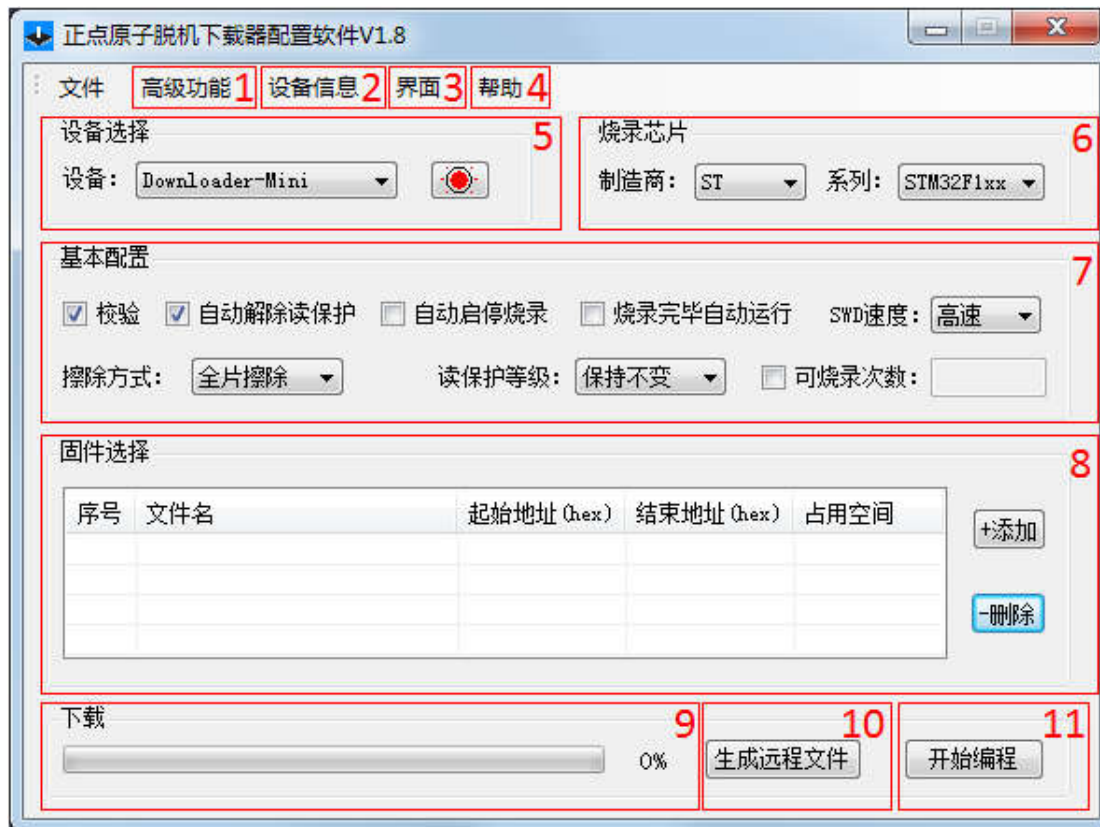 正点原子脱机下载器配置软件V1.8
文件 高级功能 1 设备信息 2 界面 3 帮助 4
设备选择 5 烧录芯片 6
设备： Downloader-Mini 制造商： ST 系列： STM32F1xx
基本配置 7
校验 自动解除读保护 自动启停烧录 烧录完毕自动运行 SWD速度： 高速
擦除方式： 全片擦除 读保护等级： 保持不变 可烧录次数：
固件选择 8
序号 文件名 起始地址(hex) 结束地址(hex) 占用空间
+添加
-删除
下载 9 10 11
0% 生成远程文件 开始编程